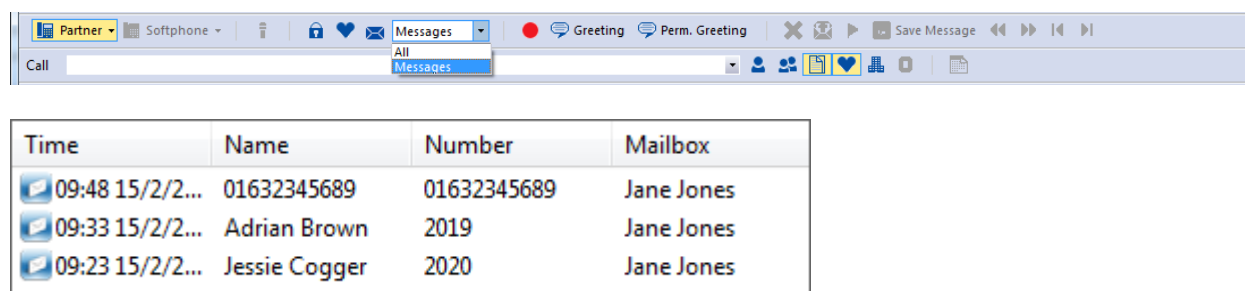 Partner Softphone Messages Greeting Perm. Greeting Save Message
All
Call Messages
Time Name Number Mailbox
09:48 15/2/2... 01632345689 01632345689 Jane Jones
09:33 15/2/2... Adrian Brown 2019 Jane Jones
09:23 15/2/2... Jessie Cogger 2020 Jane Jones